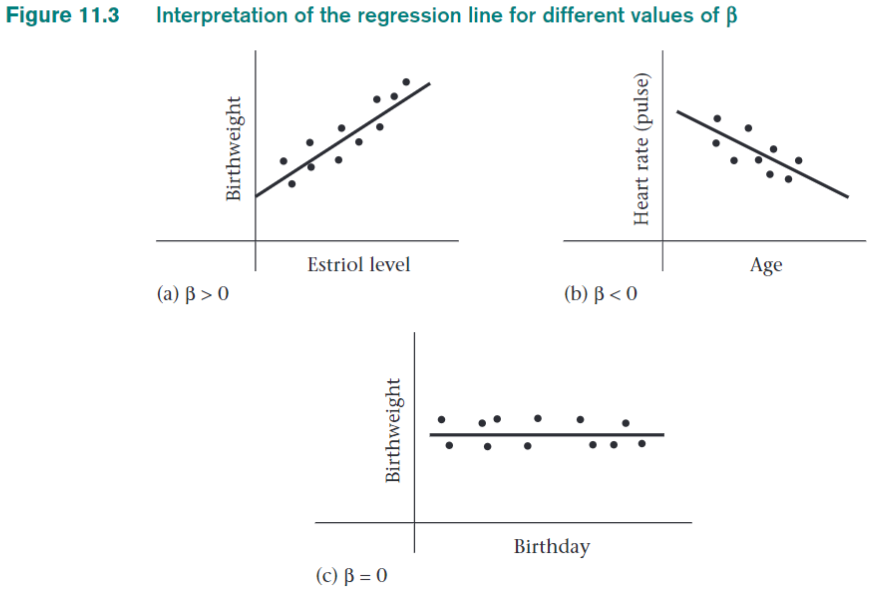 Figure 11.3 Interpretation of the regression line for different values of β
Birthweight
Estriol level
(a) β > 0
Heart rate (pulse)
Age
(b) β < 0
Birthweight
Birthday
(c) β = 0